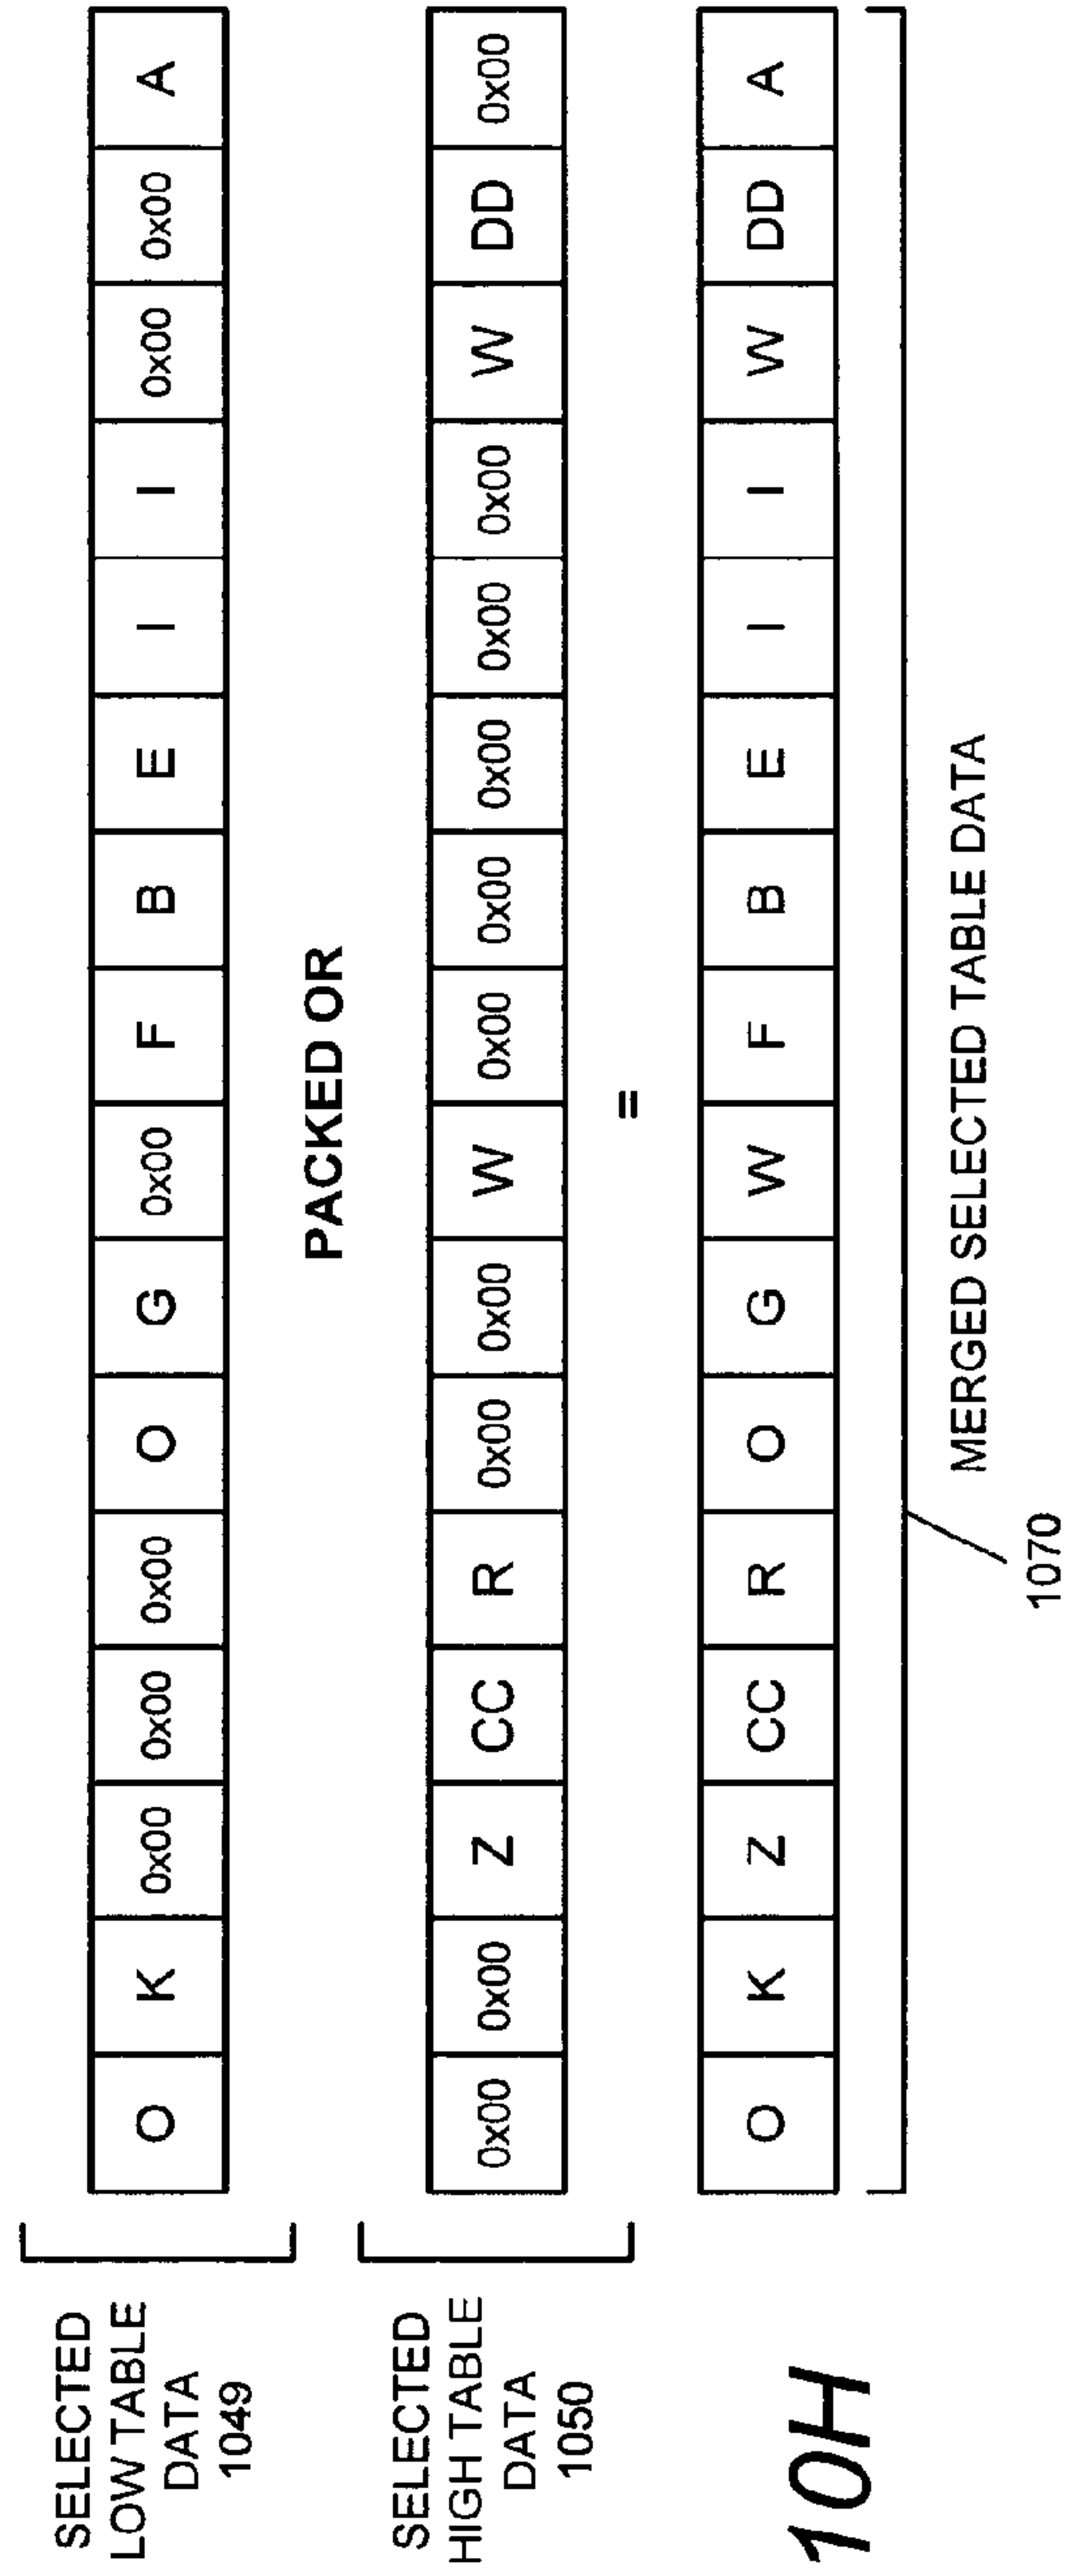 SELECTED
LOW TABLE
DATA
1049
O K 0x00 0x00 0x00 O G 0x00 F B E I I 0x00 0x00 A
PACKED OR
SELECTED
HIGH TABLE
DATA
1050
0x00 0x00 Z CC R 0x00 0x00 W 0x00 0x00 0x00 0x00 0x00 W DD 0x00
=
O K Z CC R O G W F B E I I W DD A
MERGED SELECTED TABLE DATA
1070
10H